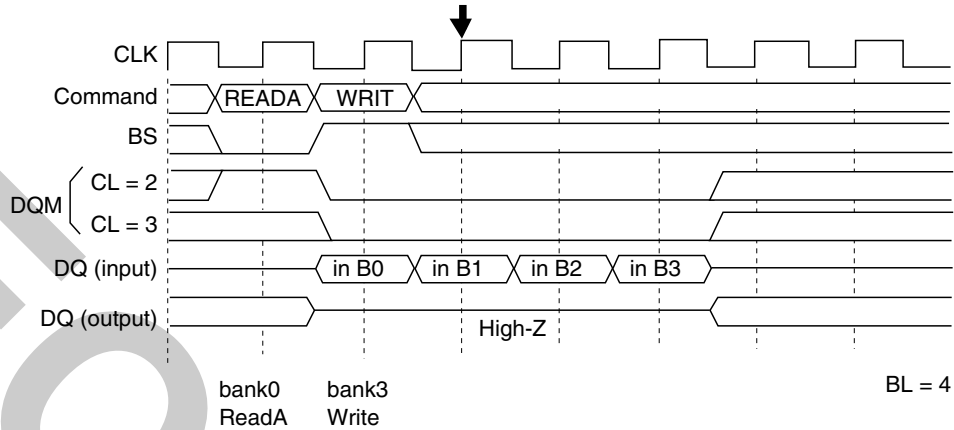 CLK
Command READA WRIT
BS
DQM CL = 2
CL = 3
DQ (input) in B0 in B1 in B2 in B3
DQ (output) High-Z
bank0 bank3 BL = 4
ReadA Write